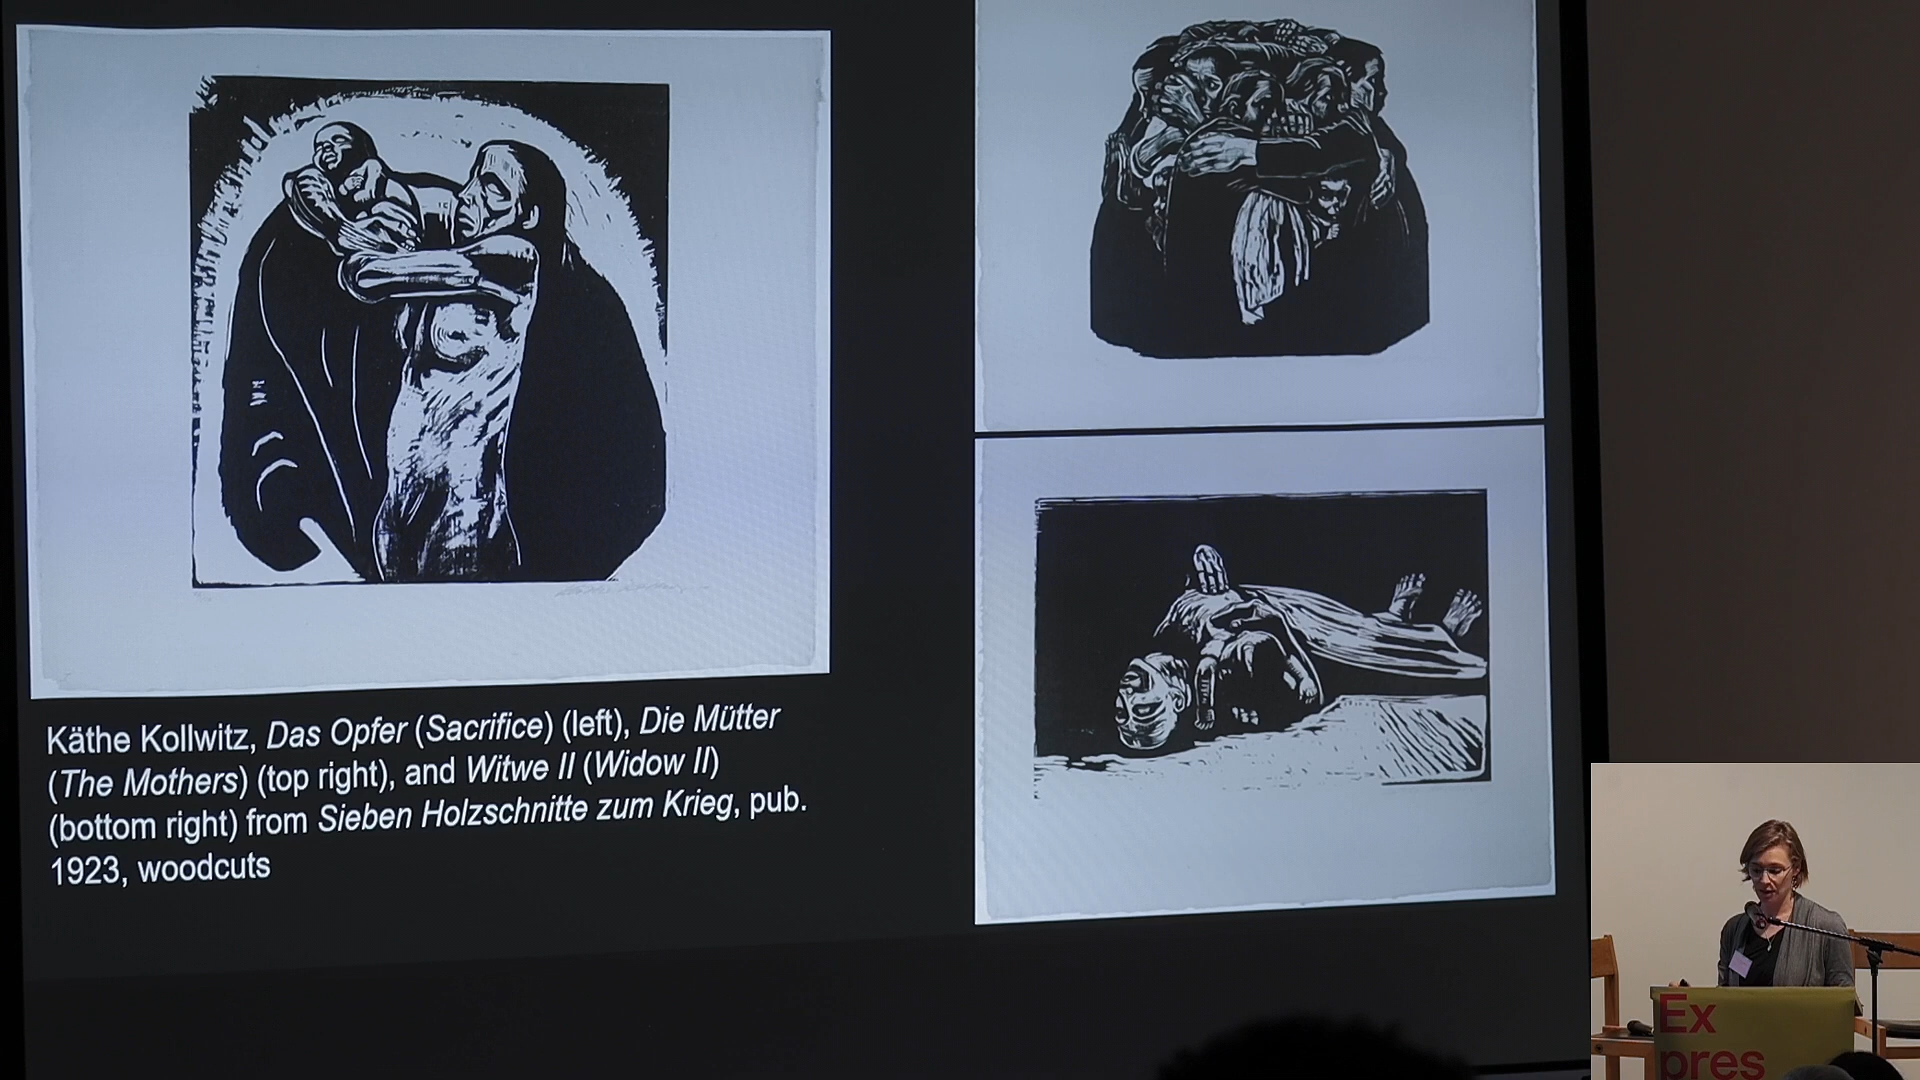 Käthe Kollwitz, Das Opfer (Sacrifice) (left), Die Mütter
(The Mothers) (top right), and Witwe II (Widow II)
(bottom right) from Sieben Holzschnitte zum Krieg, pub.
1923, woodcuts
Ex
pres